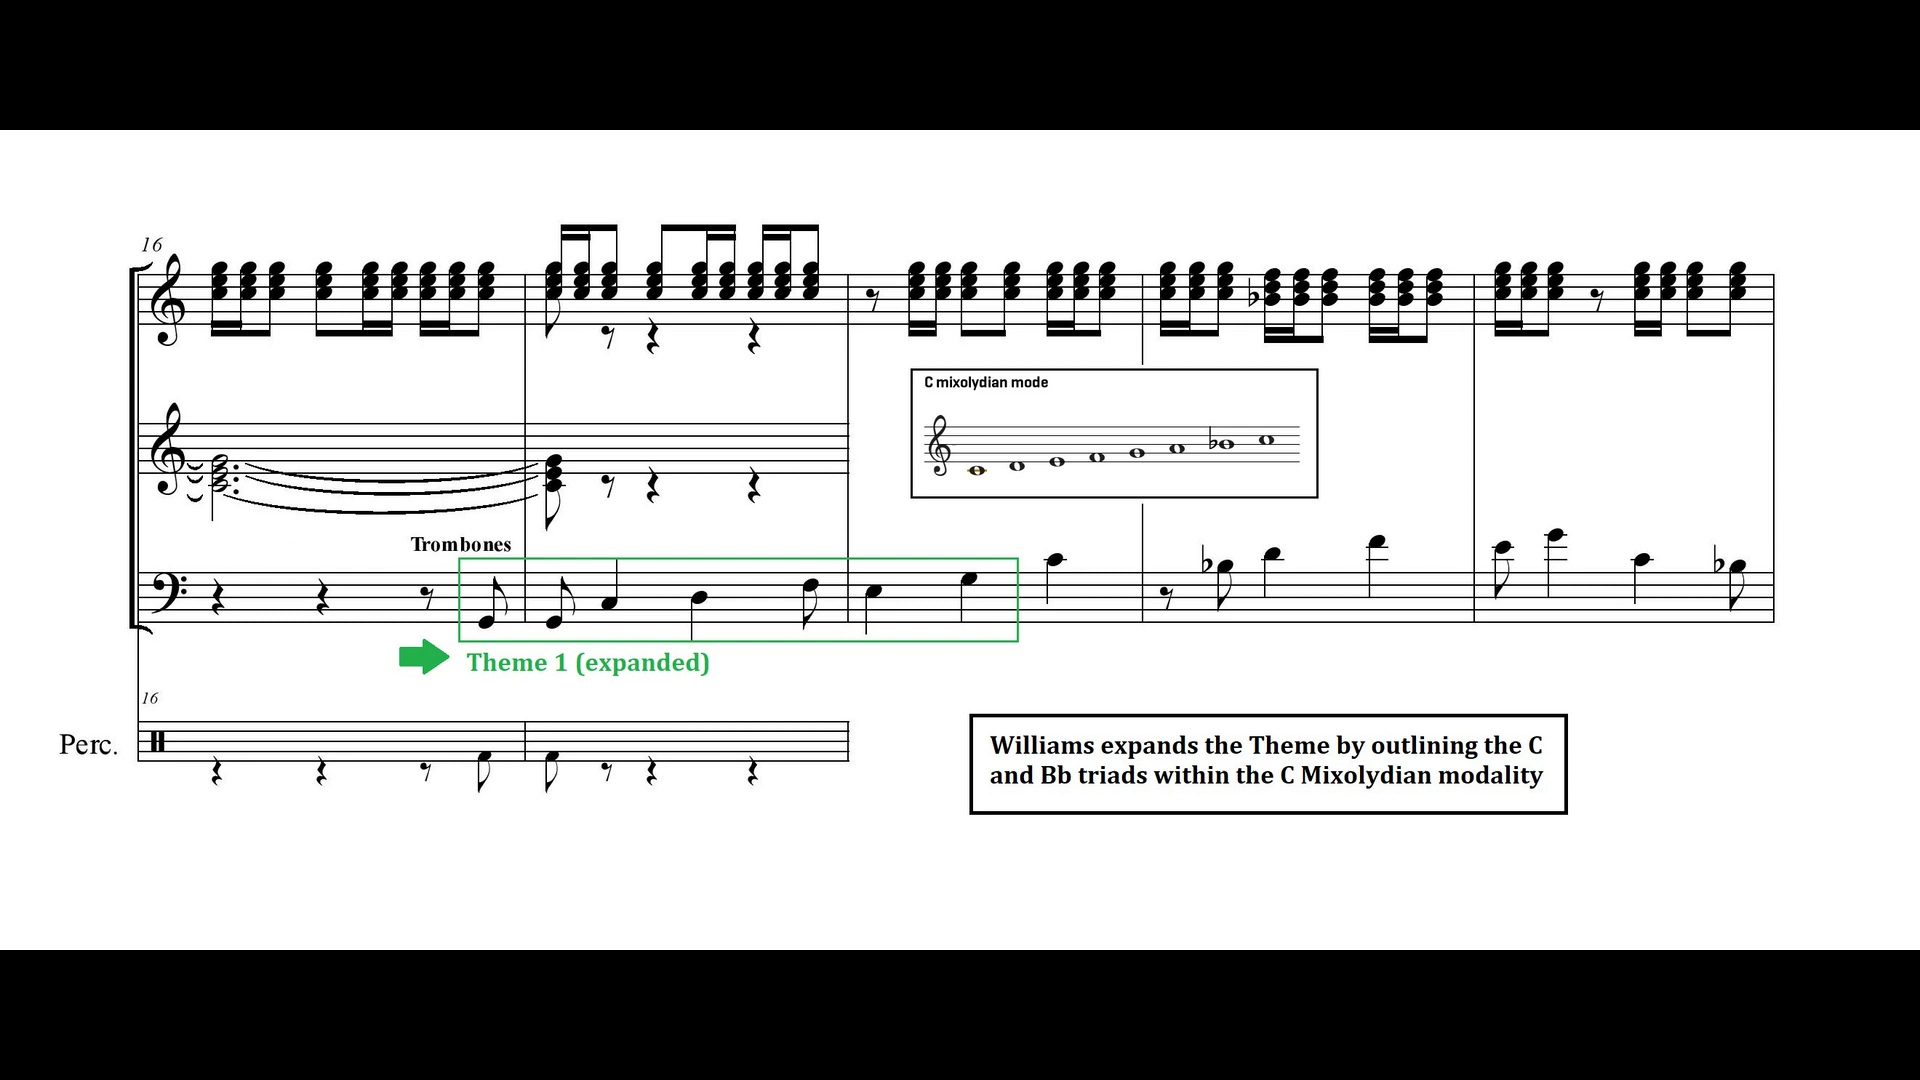 16
C mixolydian mode
Trombones
Theme 1 (expanded)
16
Perc.
Williams expands the Theme by outlining the C
and Bb triads within the C Mixolydian modality